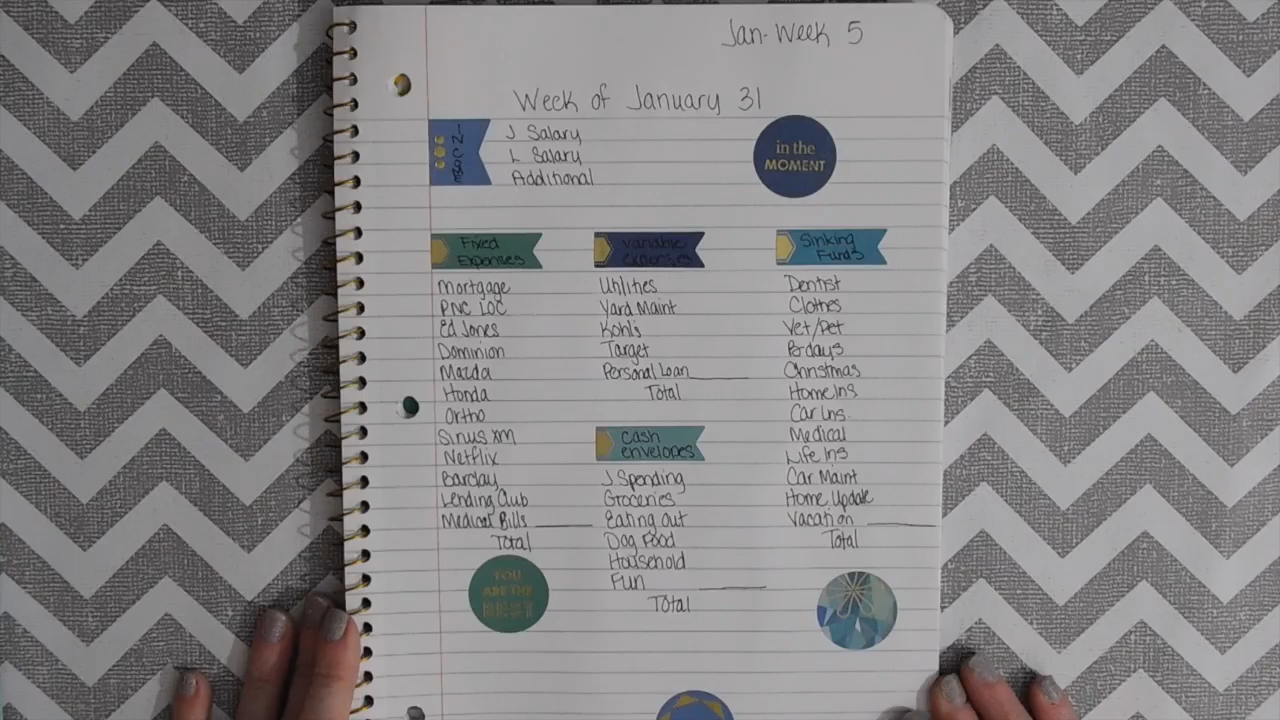 Jan-Week 5
Week of January 31
INCOME
J Salary
L Salary
Additional
in the
MOMENT
Fixed
Expenses
Mortgage
PNC LOC
Ed Jones
Dominion
Mazda
Honda
Ortho
Sirius XM
Netflix
Barclay
Lending Club
Medical Bills
Total
Variable
expenses
Utilities
Yard Maint
Kohl's
Target
Personal Loan
Total
Cash
envelopes
J Spending
Groceries
Eating Out
Dog Food
Household
Fun
Total
Sinking
Funds
Dentist
Clothes
Vet/Pet
B-days
Christmas
Home Ins
Car Ins.
Medical
Life Ins
Car Maint
Home Update
Vacation
Total
YOU
ARE THE
BEST